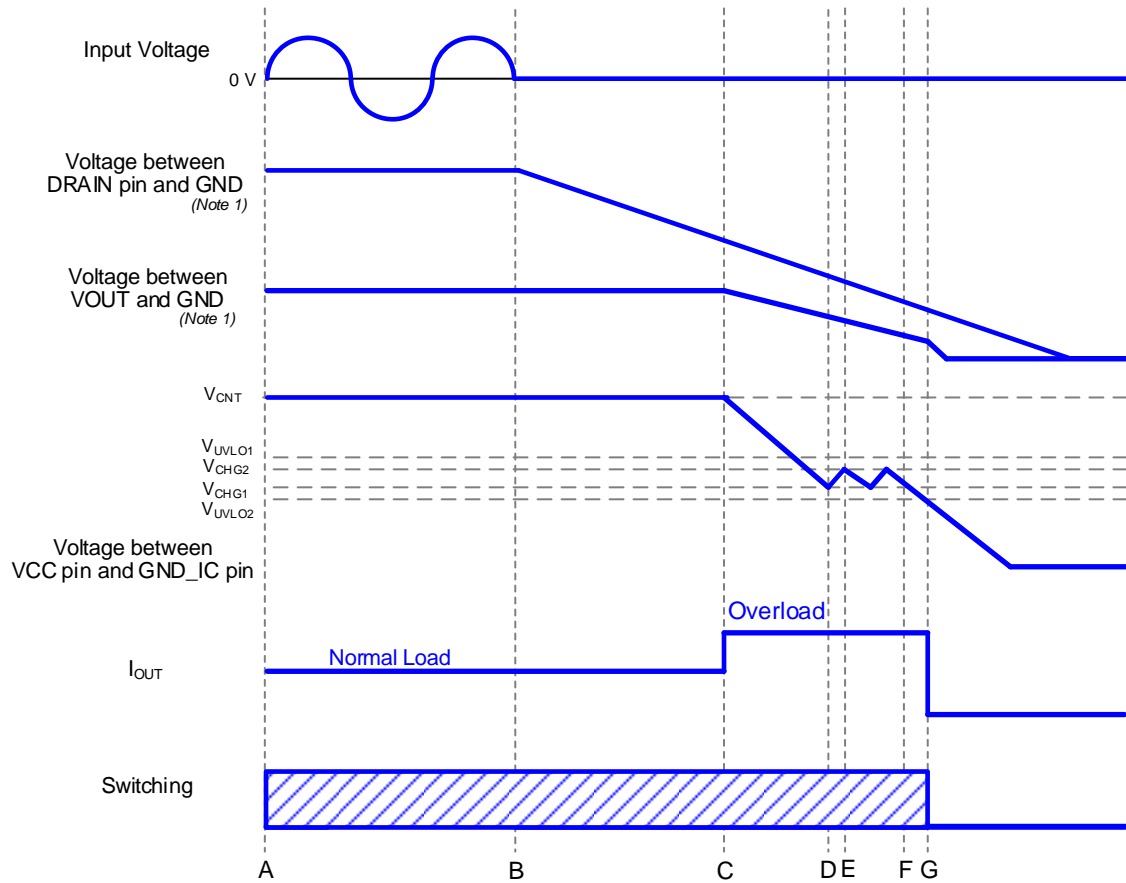 Input Voltage
0 V
Voltage between
DRAIN pin and GND
(Note 1)
Voltage between
VOUT and GND
(Note 1)
VCNT
VUVLO1
VCHG2
VCHG1
VUVLO2
Voltage between
VCC pin and GND_IC pin
Overload
Normal Load
IOUT
Switching
A B C D E F G